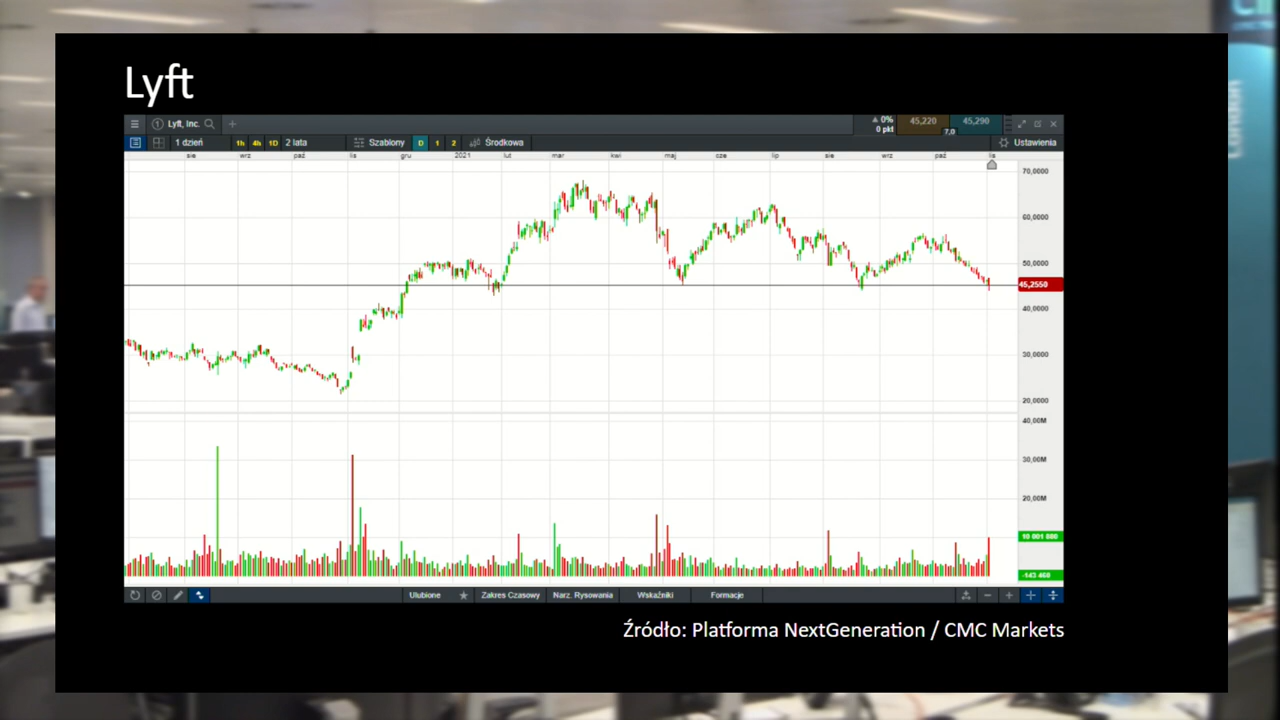 Lyft
Lyft, Inc.
0%
0 pkt
45,220
7,0
45,290
1 dzień
1h 4h 1D 2 lata
Szablony
D 1 2
Środkowa
Ustawienia
sie wrz paź lis gru 2021 lut mar kwi maj cze lip sie wrz paź lis
70,0000
60,0000
50,0000
45,2550
40,0000
30,0000
20,0000
40,00M
30,00M
20,00M
10 001 800
Ulubione
Zakres Czasowy
Narz. Rysowania
Wskaźniki
Formacje
Źródło: Platforma NextGeneration / CMC Markets
London